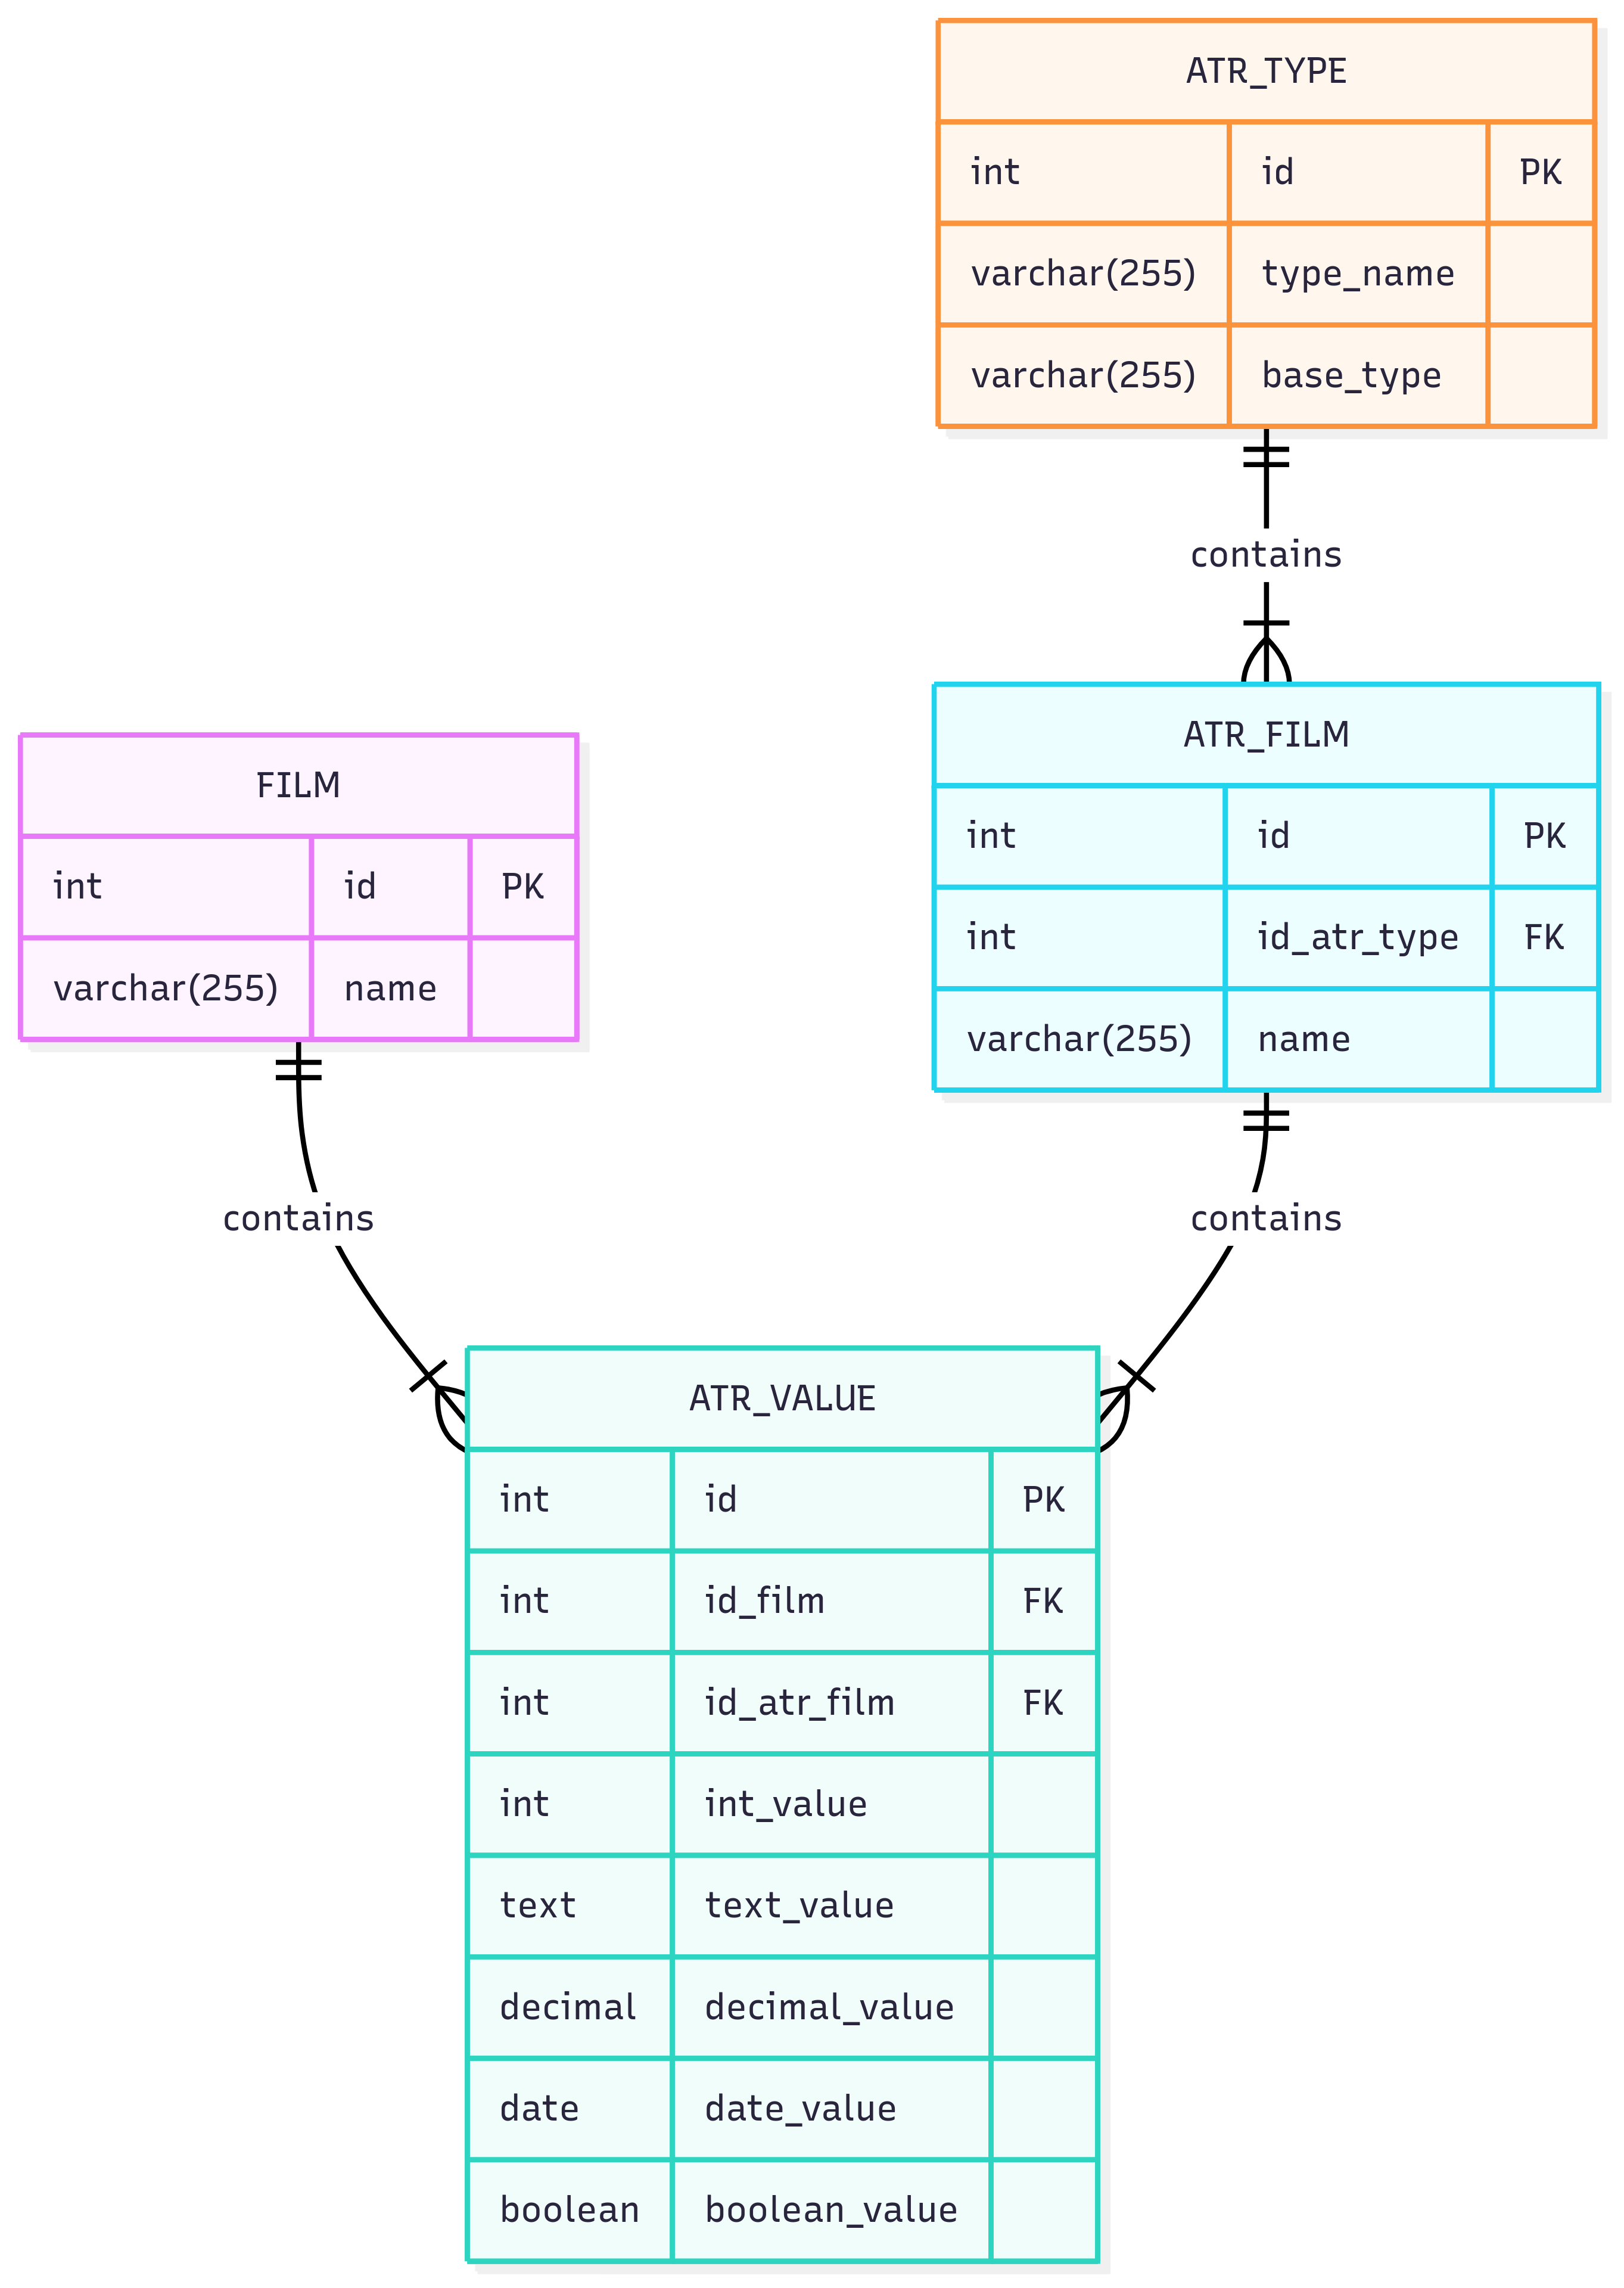 ATR_TYPE
int id PK
varchar(255) type_name
varchar(255) base_type
contains
ATR_FILM
int id PK
int id_atr_type FK
varchar(255) name
FILM
int id PK
varchar(255) name
contains
contains
ATR_VALUE
int id PK
int id_film FK
int id_atr_film FK
int int_value
text text_value
decimal decimal_value
date date_value
boolean boolean_value